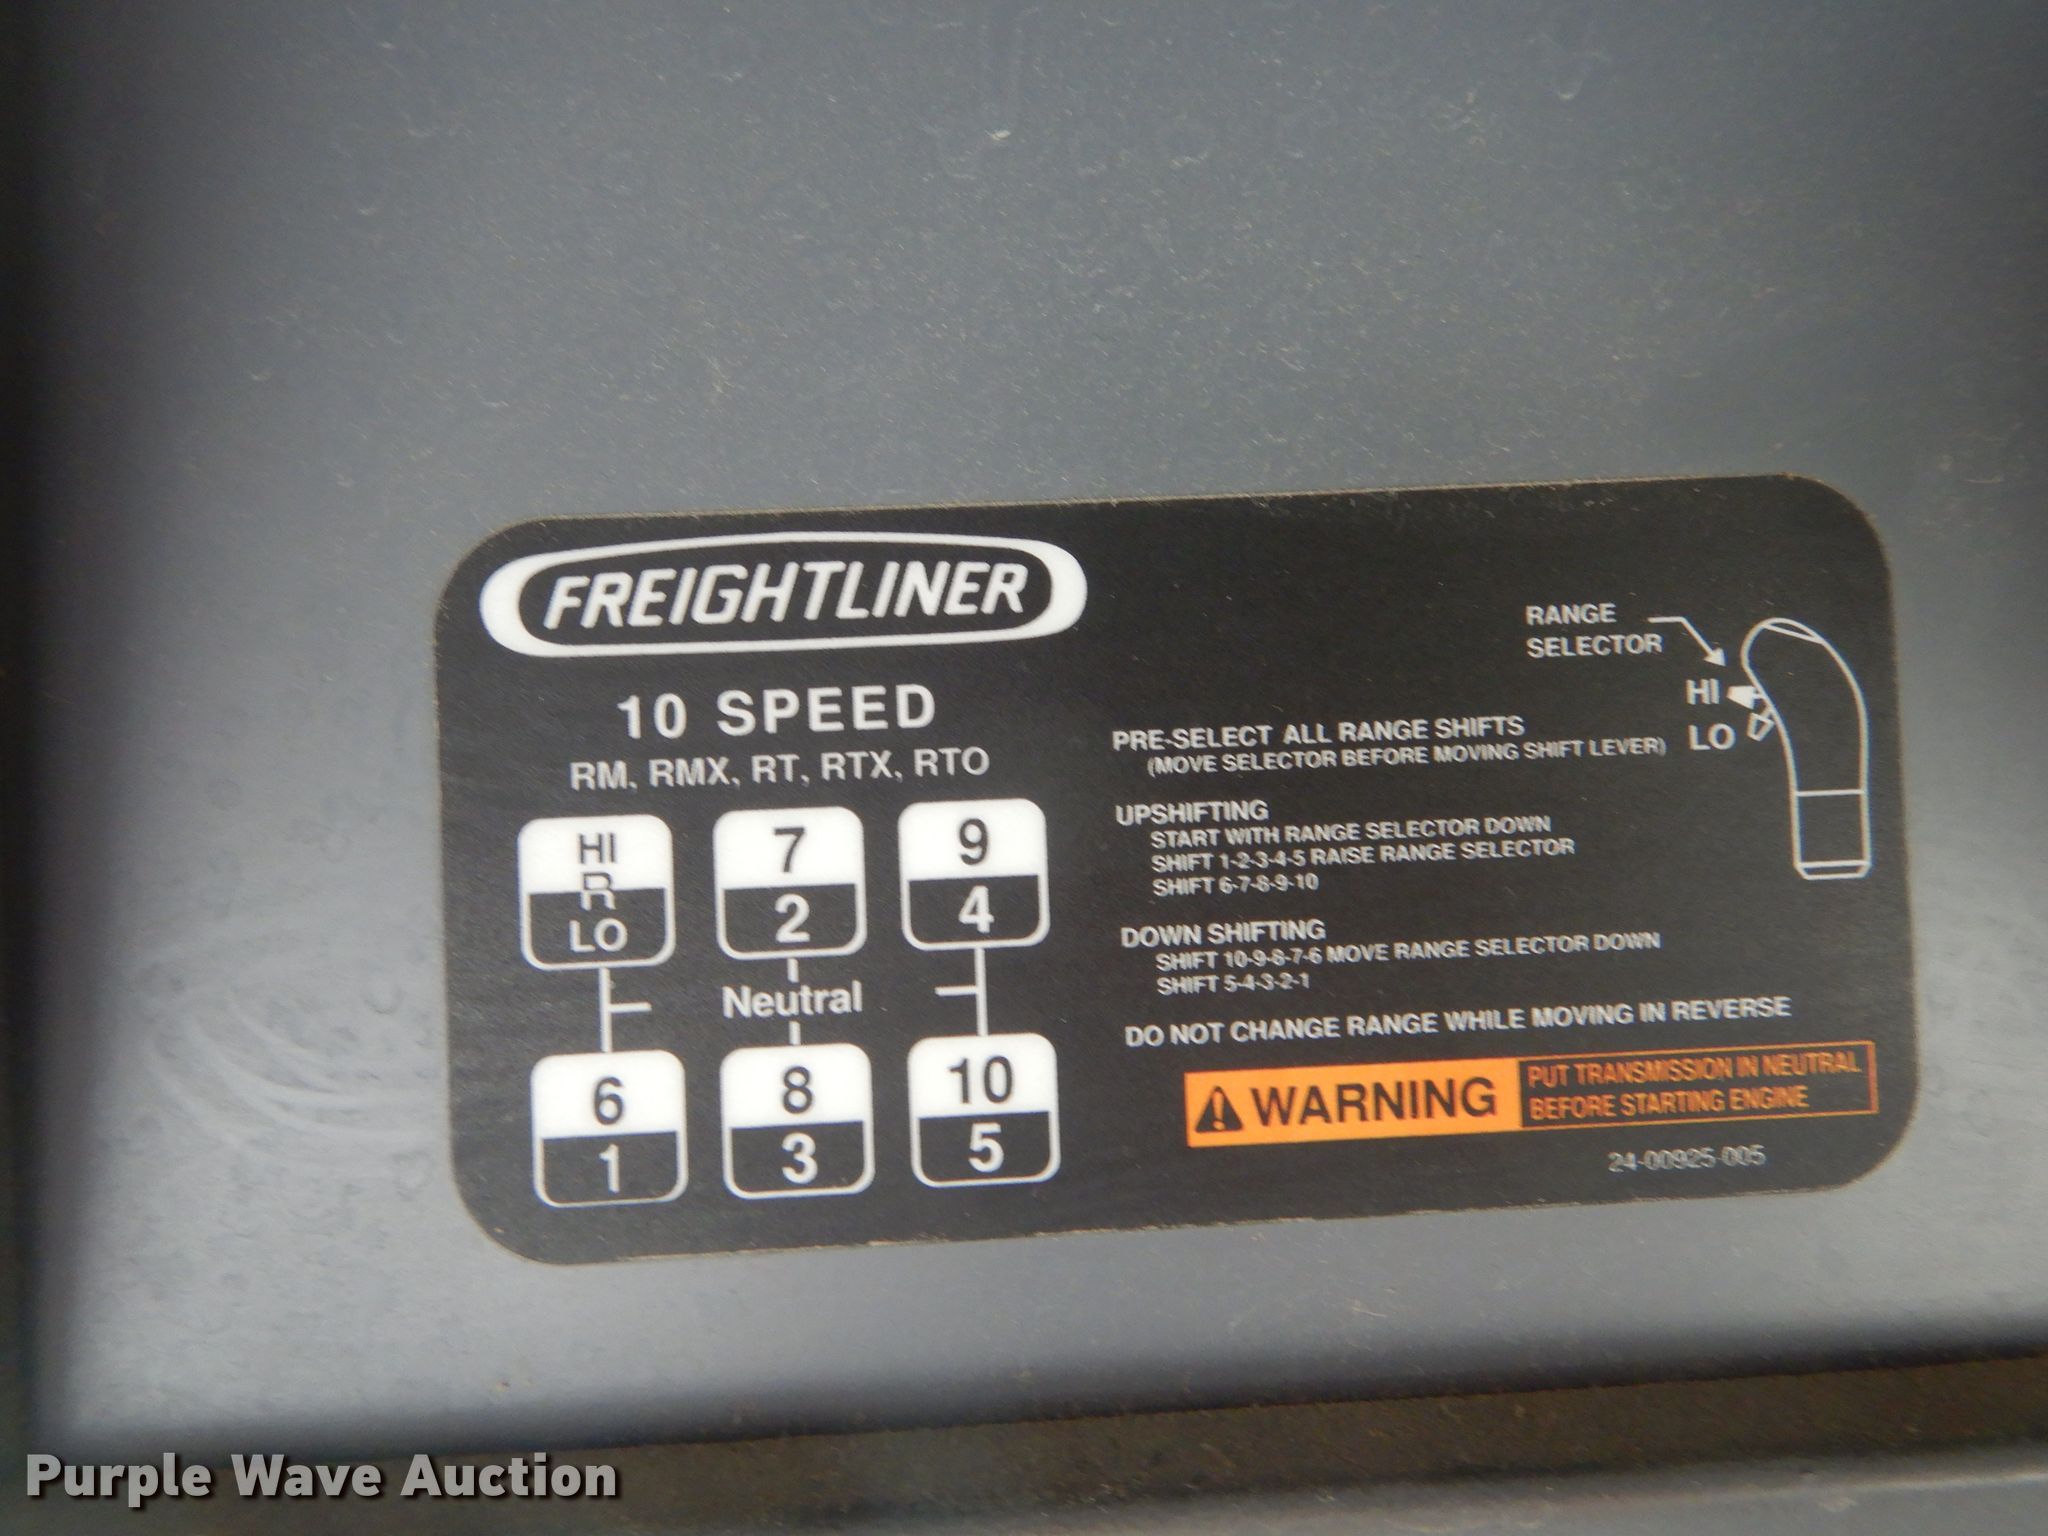 FREIGHTLINER
10 SPEED
RM, RMX, RT, RTX, RTO
HI
R
LO
7
2
9
4
Neutral
6
1
8
3
10
5
RANGE
SELECTOR
HI
LO
PRE-SELECT ALL RANGE SHIFTS
(MOVE SELECTOR BEFORE MOVING SHIFT LEVER)
UPSHIFTING
START WITH RANGE SELECTOR DOWN
SHIFT 1-2-3-4-5 RAISE RANGE SELECTOR
SHIFT 6-7-8-9-10
DOWN SHIFTING
SHIFT 10-9-8-7-6 MOVE RANGE SELECTOR DOWN
SHIFT 5-4-3-2-1
DO NOT CHANGE RANGE WHILE MOVING IN REVERSE
WARNING
PUT TRANSMISSION IN NEUTRAL
BEFORE STARTING ENGINE
24-00925-005
Purple Wave Auction